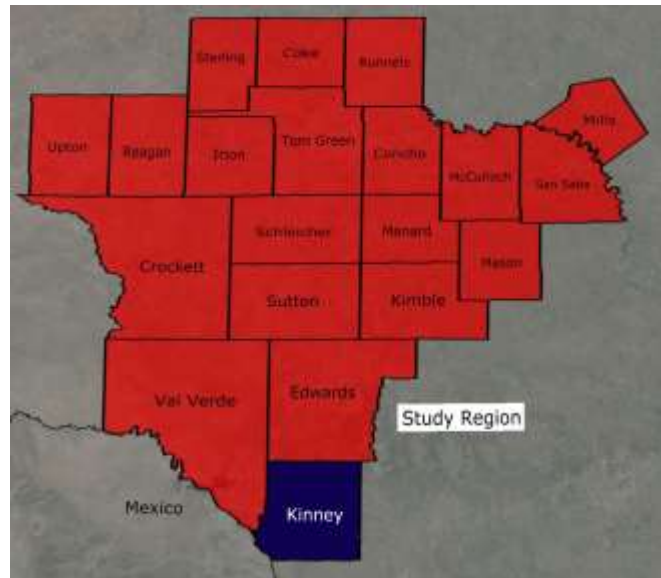 Sterling
Coke
Runnels
Mills
Upton
Reagan
Irion
Tom Green
Concho
McCulloch
San Saba
Schleicher
Menard
Mason
Crockett
Sutton
Kimble
Val Verde
Edwards
Study Region
Mexico
Kinney